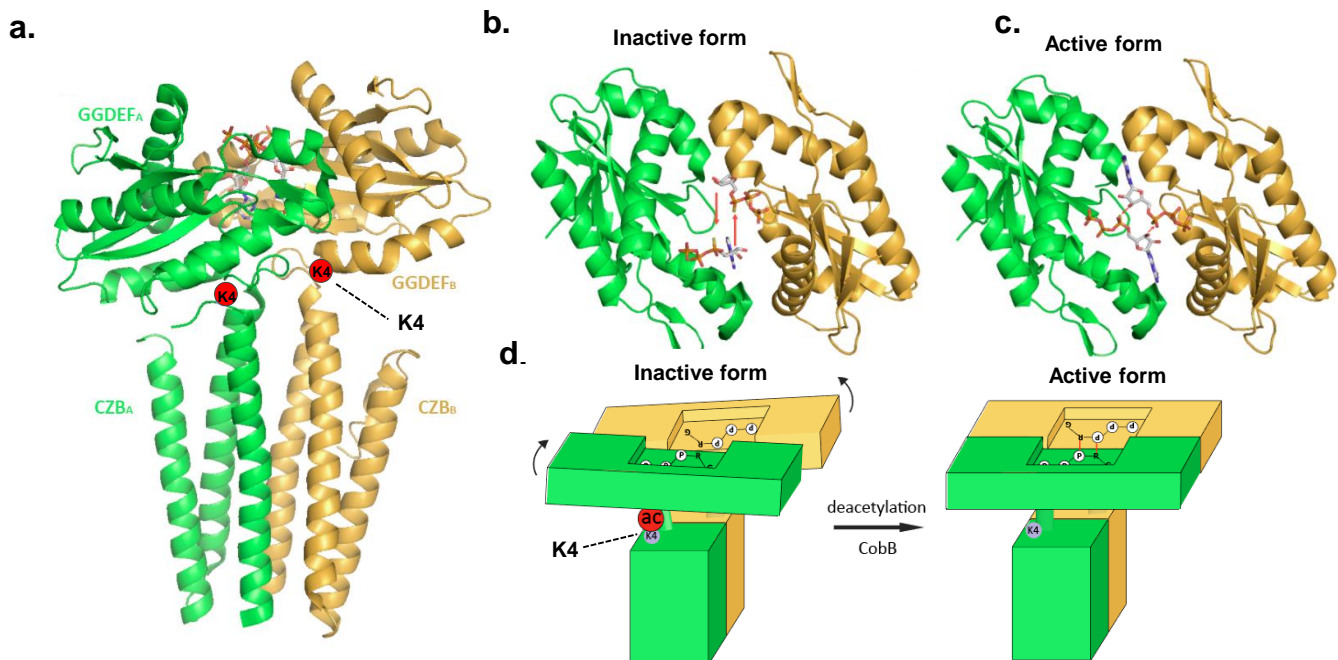 a.
GGDEFA
K4
K4
GGDEFB
K4
CZBA
CZBB
b.
Inactive form
c.
Active form
d.
Inactive form
G
R
P
P
P
P
R
ac
K4
K4
deacetylation
CobB
Active form
G
R
P
P
P
P
R
K4